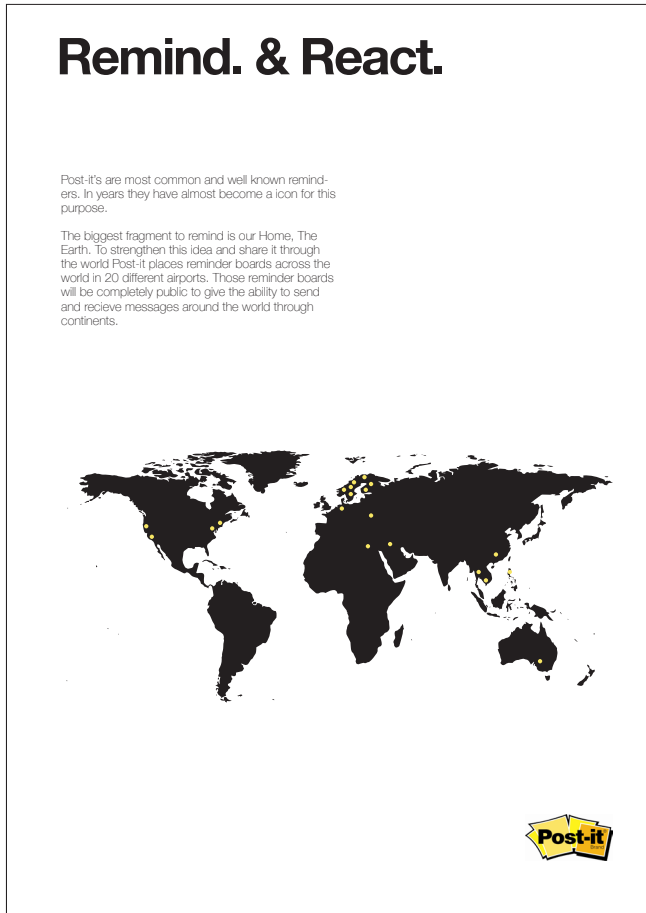 Remind. & React.
Post-it's are most common and well known remind-
ers. In years they have almost become a icon for this
purpose.
The biggest fragment to remind is our Home, The
Earth. To strengthen this idea and share it through
the world Post-it places reminder boards across the
world in 20 different airports. Those reminder boards
will be completely public to give the ability to send
and recieve messages around the world through
continents.
Post-it®
Brand